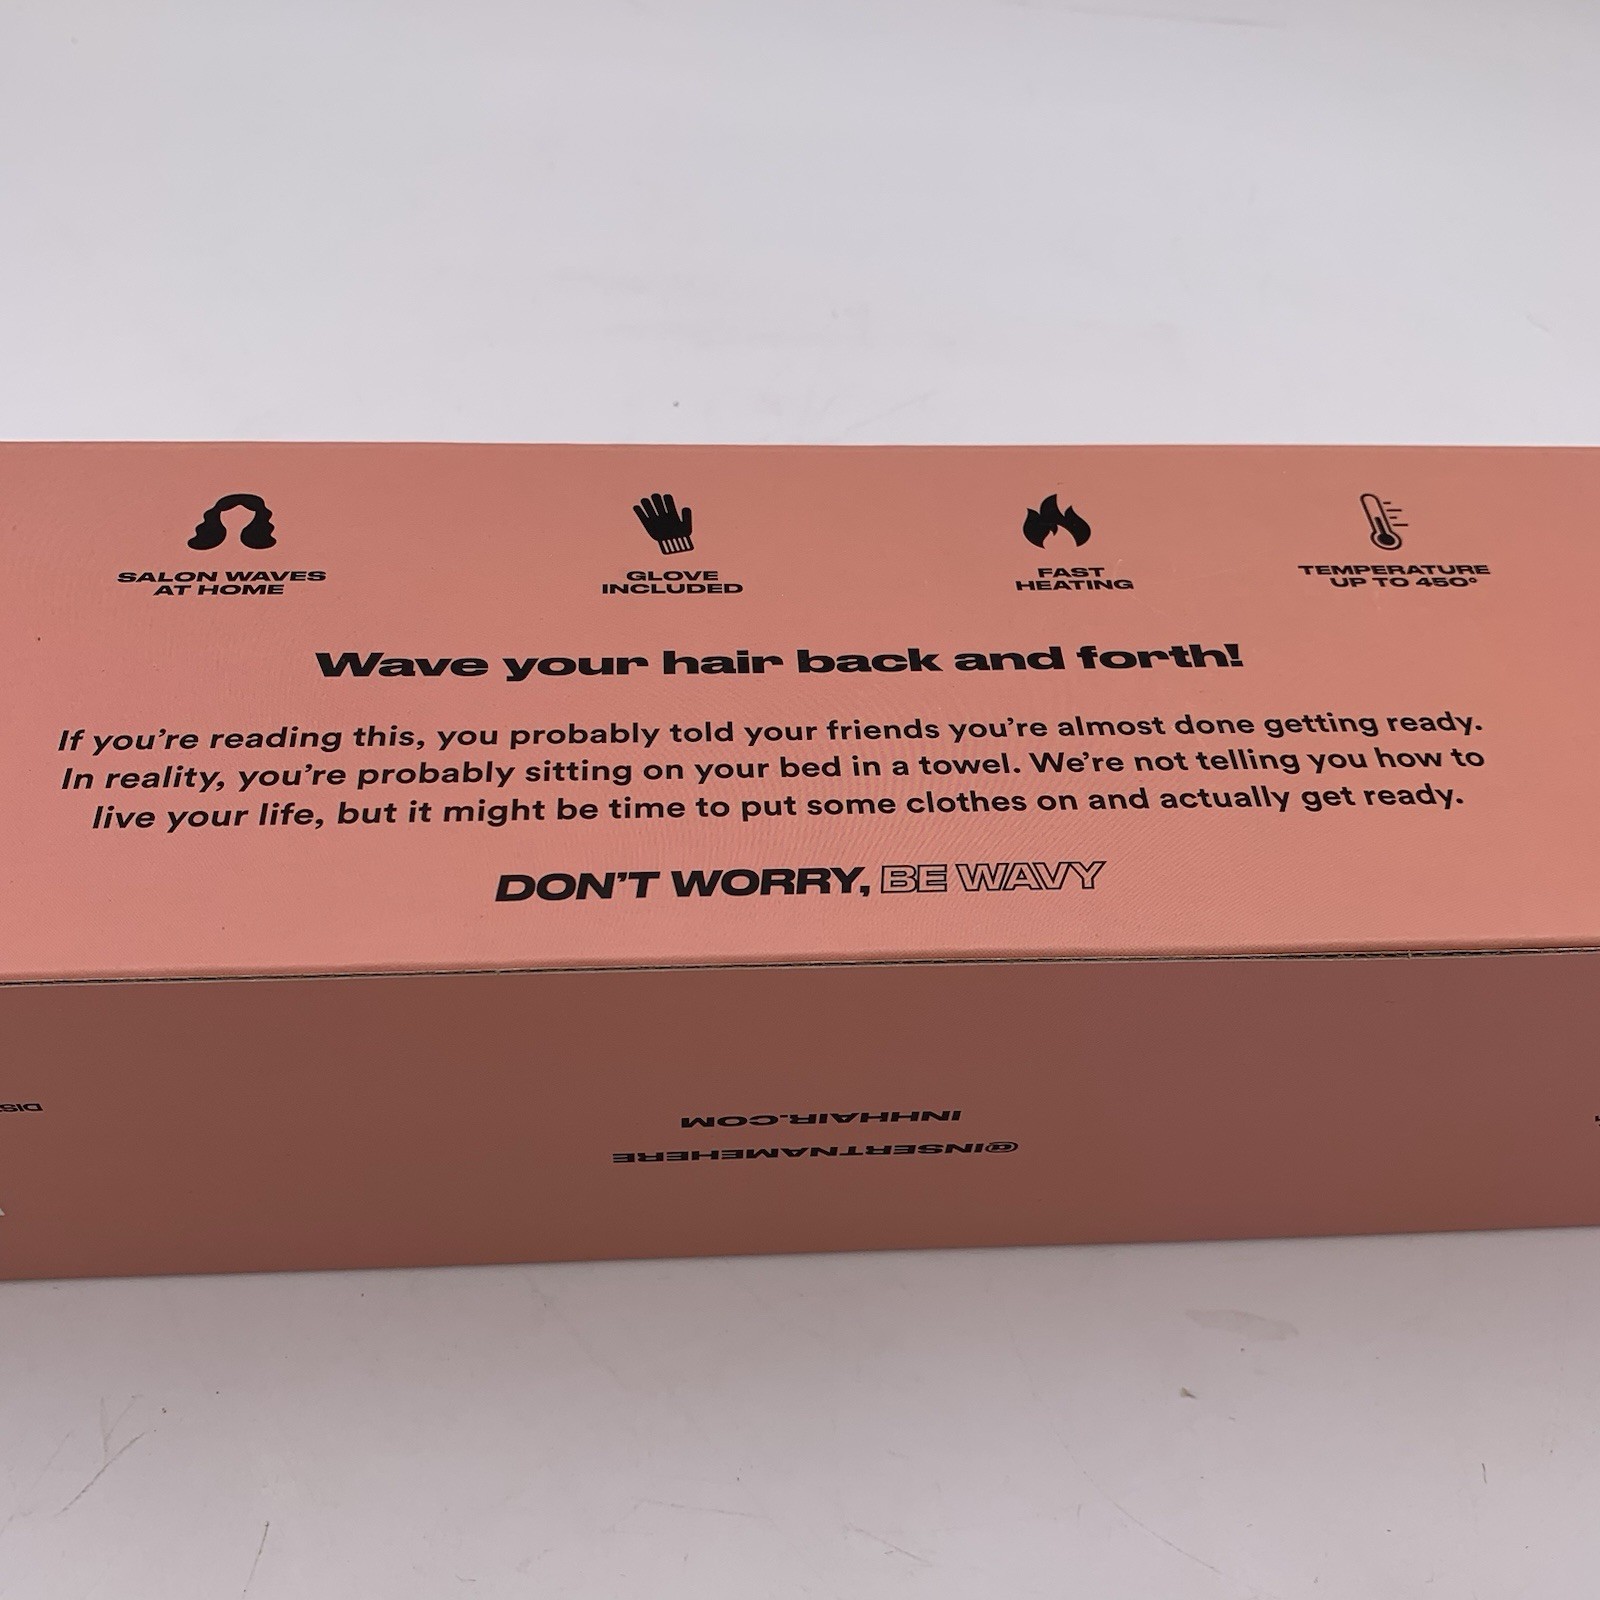 SALON WAVES
AT HOME
GLOVE
INCLUDED
FAST
HEATING
TEMPERATURE
UP TO 450°
Wave your hair back and forth!
If you're reading this, you probably told your friends you're almost done getting ready.
In reality, you're probably sitting on your bed in a towel. We're not telling you how to
live your life, but it might be time to put some clothes on and actually get ready.
DON'T WORRY, BE WAVY
@INSERTNAMEHERE
INHHAIR.COM